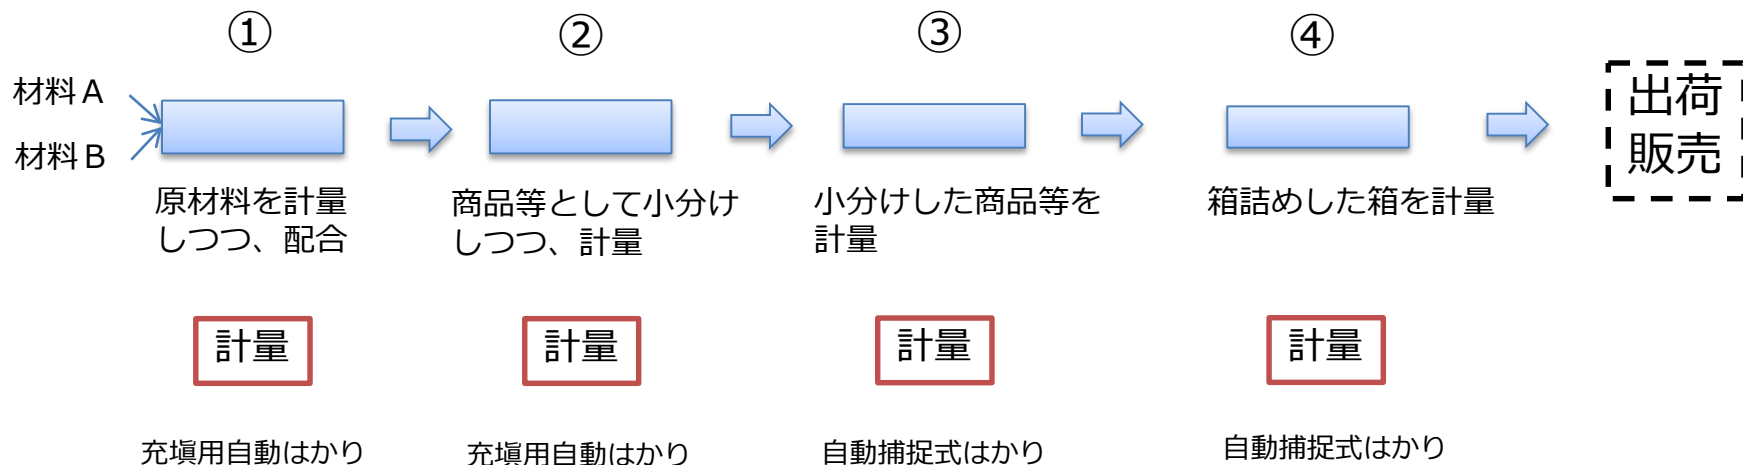 ①
②
③
④
材料A
材料B
出荷
販売
原材料を計量
しつつ、配合
商品等として小分け
しつつ、計量
小分けした商品等を
計量
箱詰めした箱を計量
計量
計量
計量
計量
充塡用自動はかり
充塡用自動はかり
自動捕捉式はかり
自動捕捉式はかり